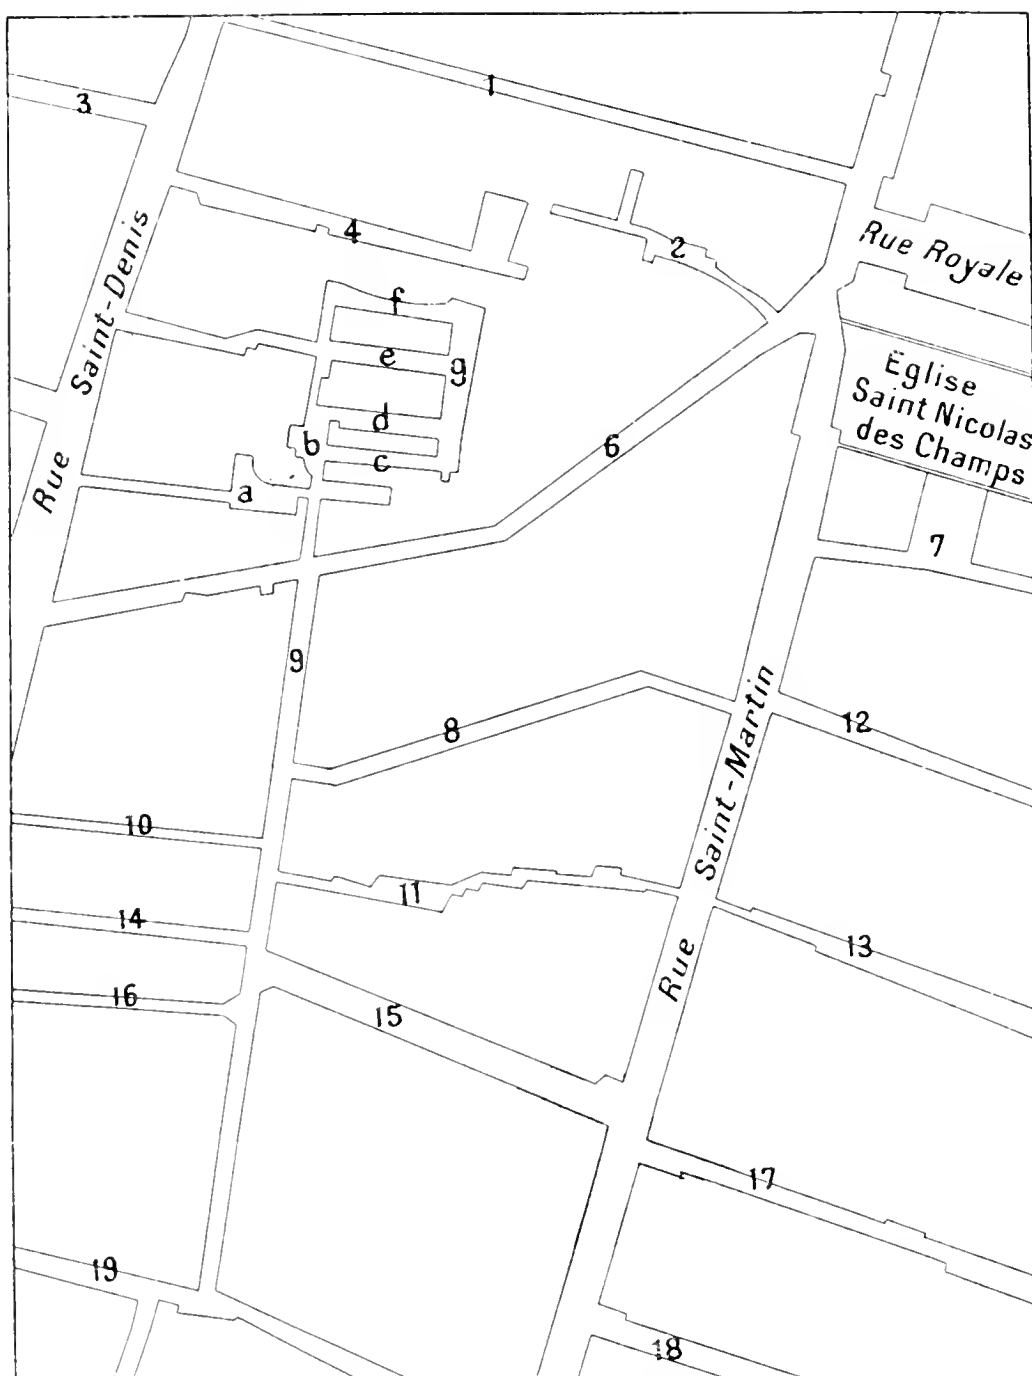 1
3
Rue Royale
4
2
Rue Saint-Denis
f
e
g
Église
Saint Nicolas
des Champs
d
b
c
6
a
7
9
8
12
Rue Saint-Martin
10
11
14
13
16
15
17
19
18